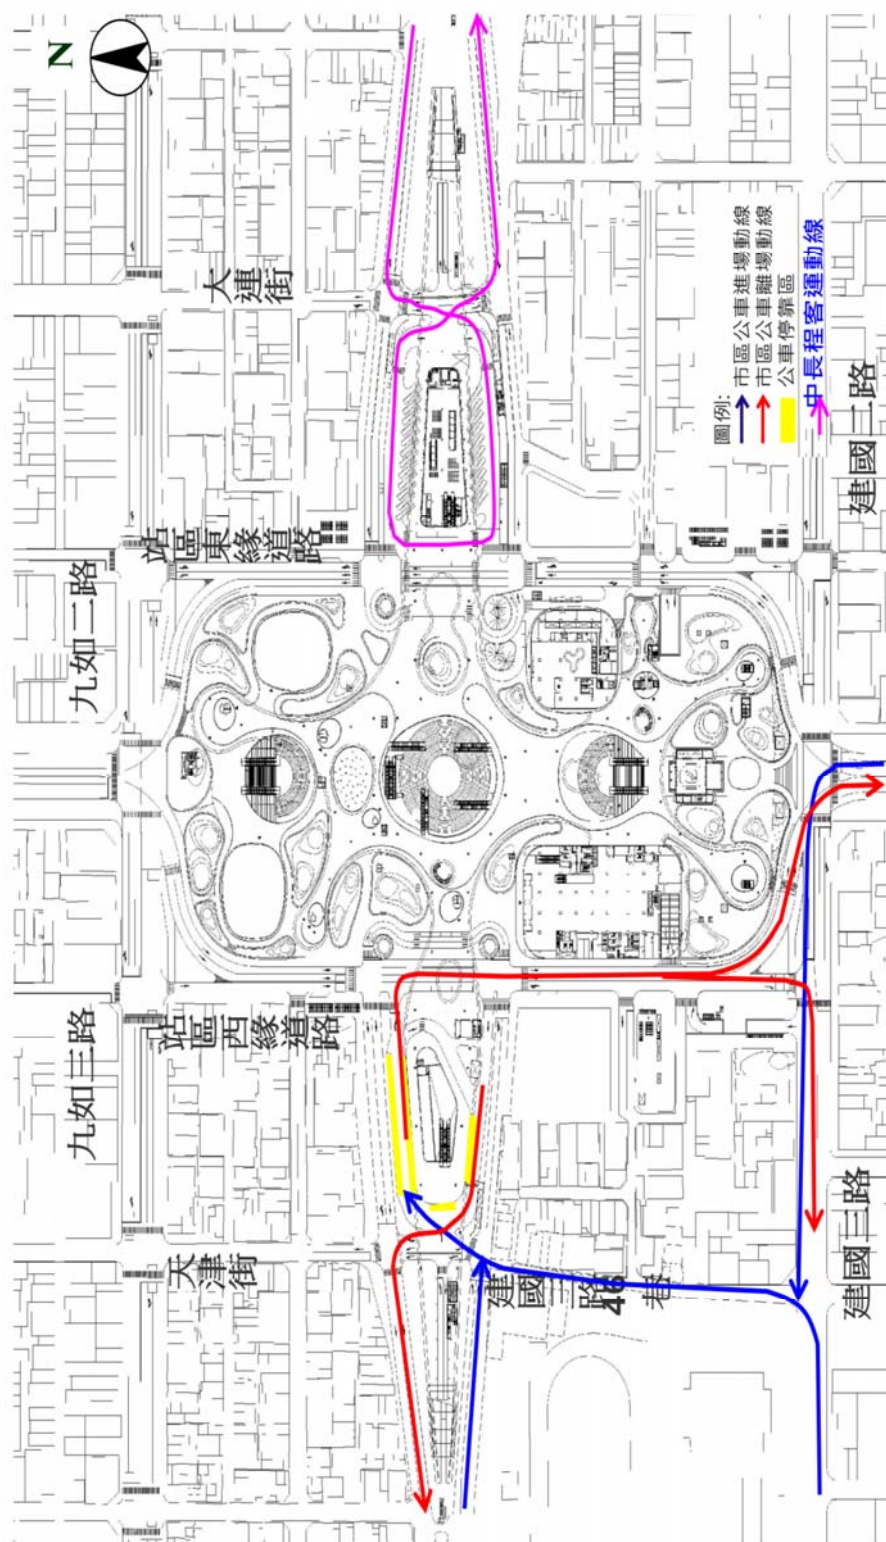 N
九如三路
九如二路
天津街
站區西緣道路
站區東緣道路
大連街
建國三路46巷
圖例:
市區公車進場動線
市區公車離場動線
公車停靠區
中長程客運動線
建國三路
建國二路